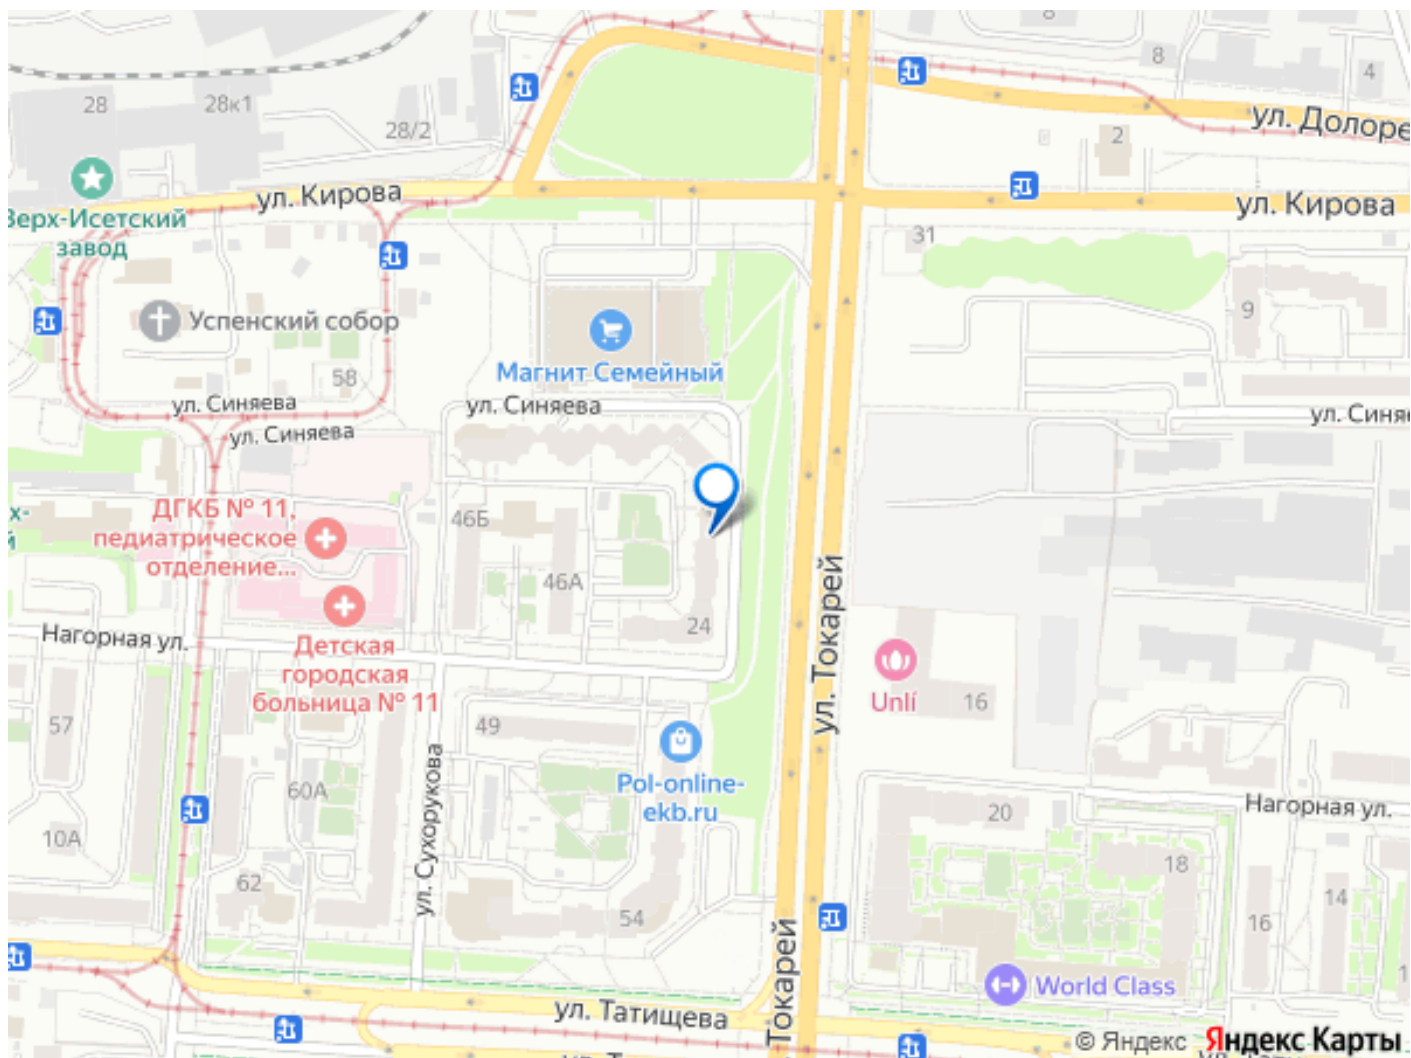 8
8
4
28
28к1
28/2
ул. Долоре
2
ул. Кирова
ул. Кирова
Верх-Исетский
завод
31
9
Успенский собор
Магнит Семейный
58
ул. Синяева
ул. Синяева
ул. Синяе
ул. Синяева
х-
й
ДГКБ № 11,
педиатрическое
отделение...
46Б
46А
24
Нагорная ул.
Детская
городская
больница № 11
ул. Токарей
Unlí
16
57
49
Pol-online-
ekb.ru
60А
ул. Сухорукова
Нагорная ул.
10А
20
18
62
54
14
16
1
World Class
ул. Татищева
Токарей
© Яндекс Яндекс Карты